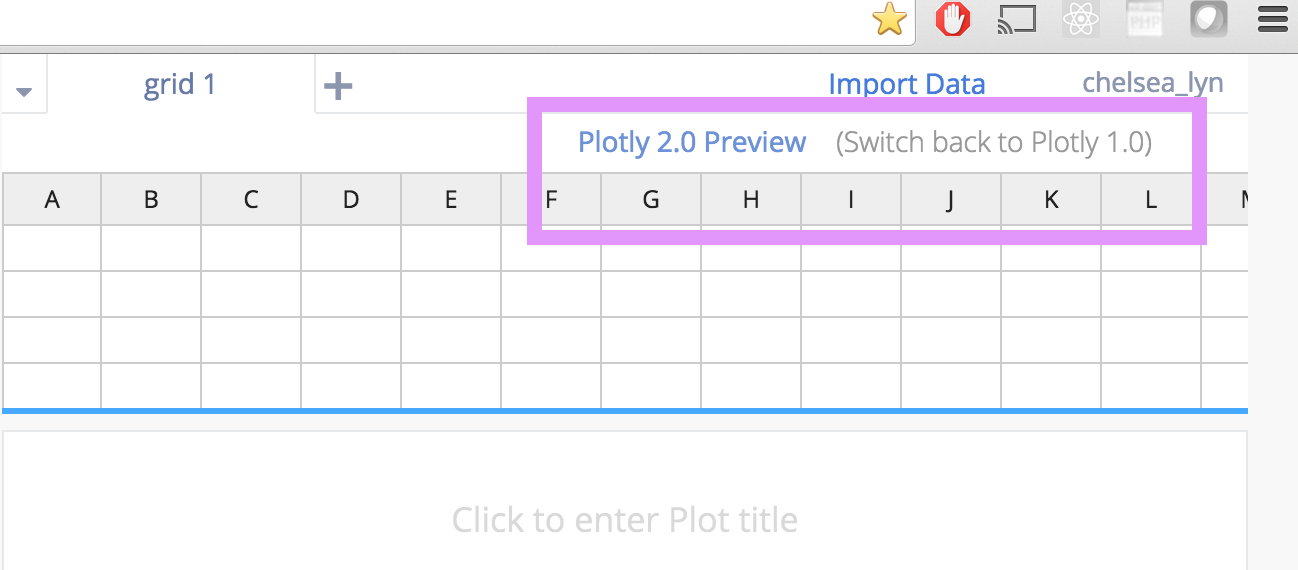 PHP
grid 1 + Import Data chelsea_lyn
Plotly 2.0 Preview (Switch back to Plotly 1.0)
A B C D E F G H I J K L
Click to enter Plot title